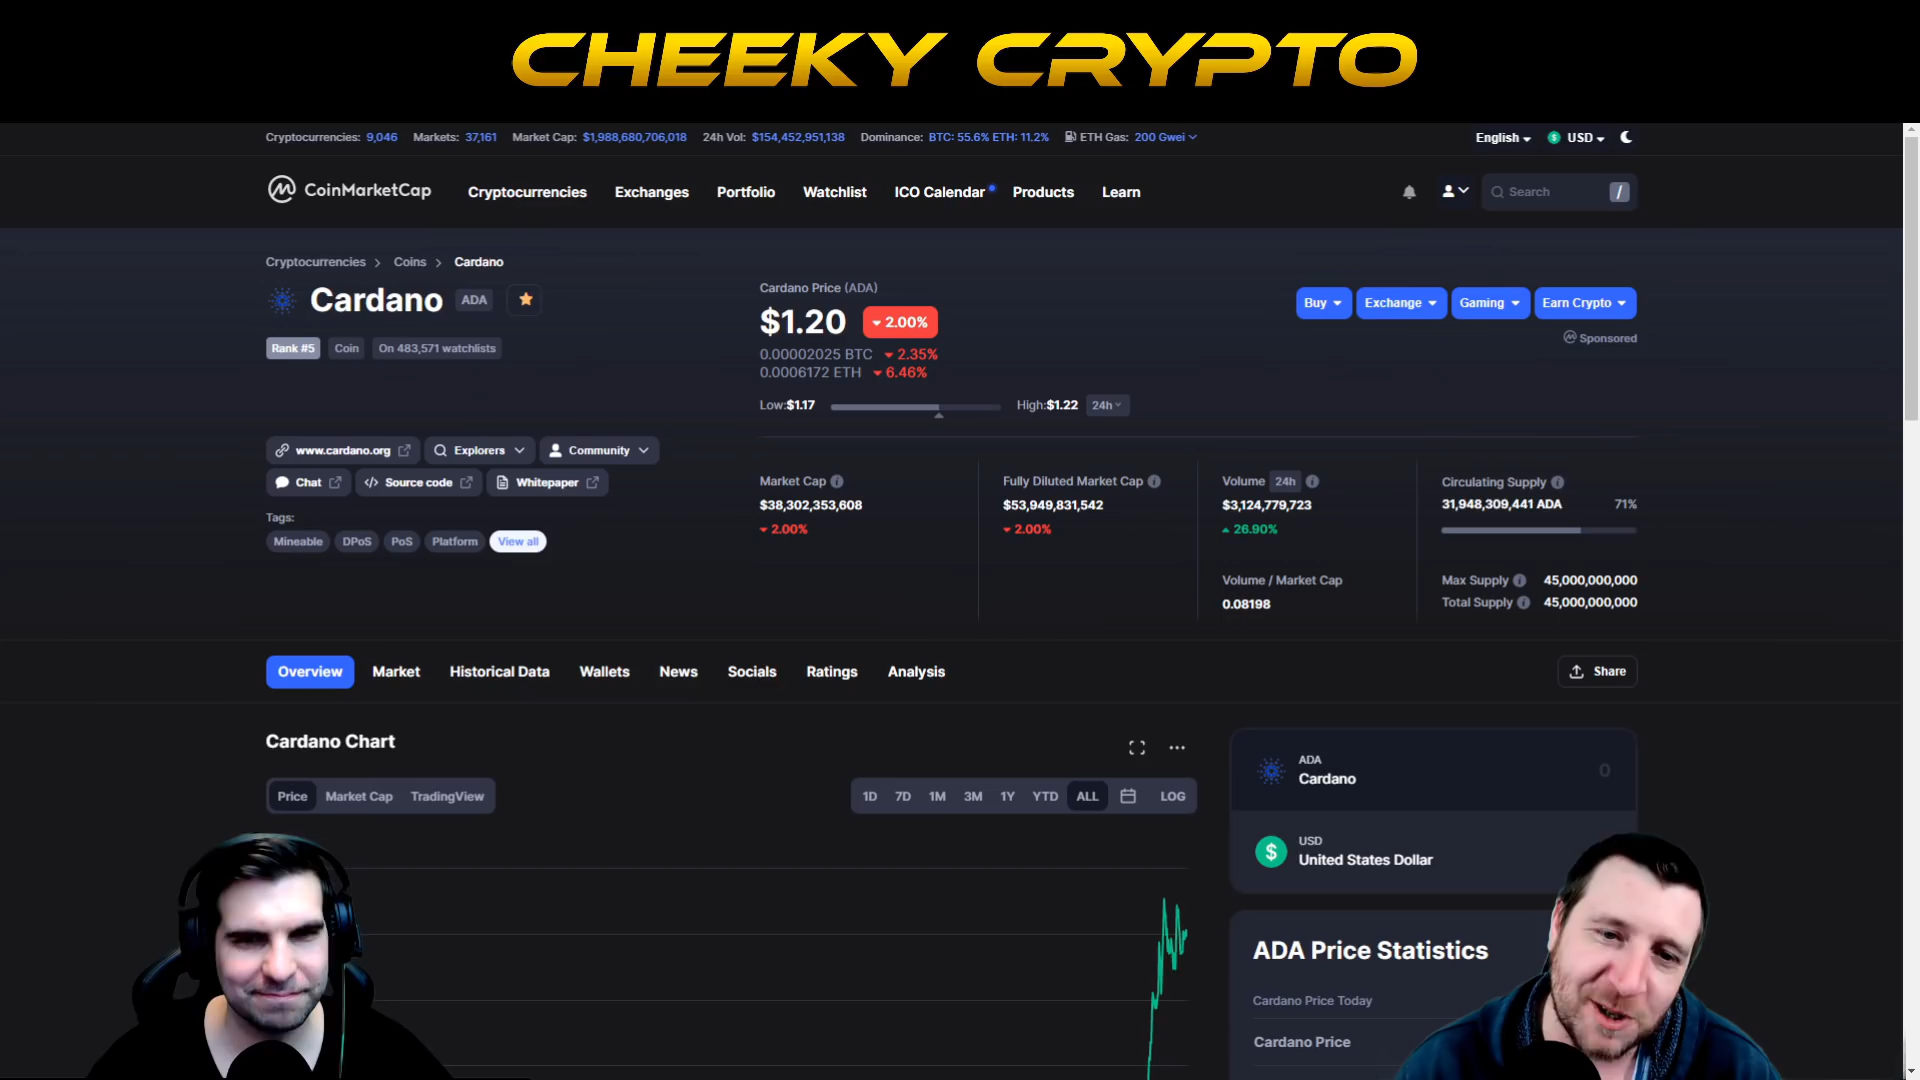 CHEEKY CRYPTO
Cryptocurrencies: 9,046 Markets: 37,161 Market Cap: $1,988,680,706,018 24h Vol: $154,452,951,138 Dominance: BTC: 55.6% ETH: 11.2% ETH Gas: 200 Gwei English USD
CoinMarketCap Cryptocurrencies Exchanges Portfolio Watchlist ICO Calendar Products Learn Search /
Cryptocurrencies > Coins > Cardano
Cardano ADA
Rank #5 Coin On 483,571 watchlists
Cardano Price (ADA)
$1.20 2.00%
0.00002025 BTC 2.35%
0.0006172 ETH 6.46%
Low:$1.17 High:$1.22 24h
Buy Exchange Gaming Earn Crypto
Sponsored
www.cardano.org Explorers Community
Chat Source code Whitepaper
Tags:
Mineable DPoS PoS Platform View all
Market Cap
$38,302,353,608
2.00%
Fully Diluted Market Cap
$53,949,831,542
2.00%
Volume 24h
$3,124,779,723
26.90%
Volume / Market Cap
0.08198
Circulating Supply
31,948,309,441 ADA 71%
Max Supply 45,000,000,000
Total Supply 45,000,000,000
Overview Market Historical Data Wallets News Socials Ratings Analysis Share
Cardano Chart
Price Market Cap TradingView 1D 7D 1M 3M 1Y YTD ALL LOG
ADA
Cardano 0
$ USD
United States Dollar
ADA Price Statistics
Cardano Price Today
Cardano Price